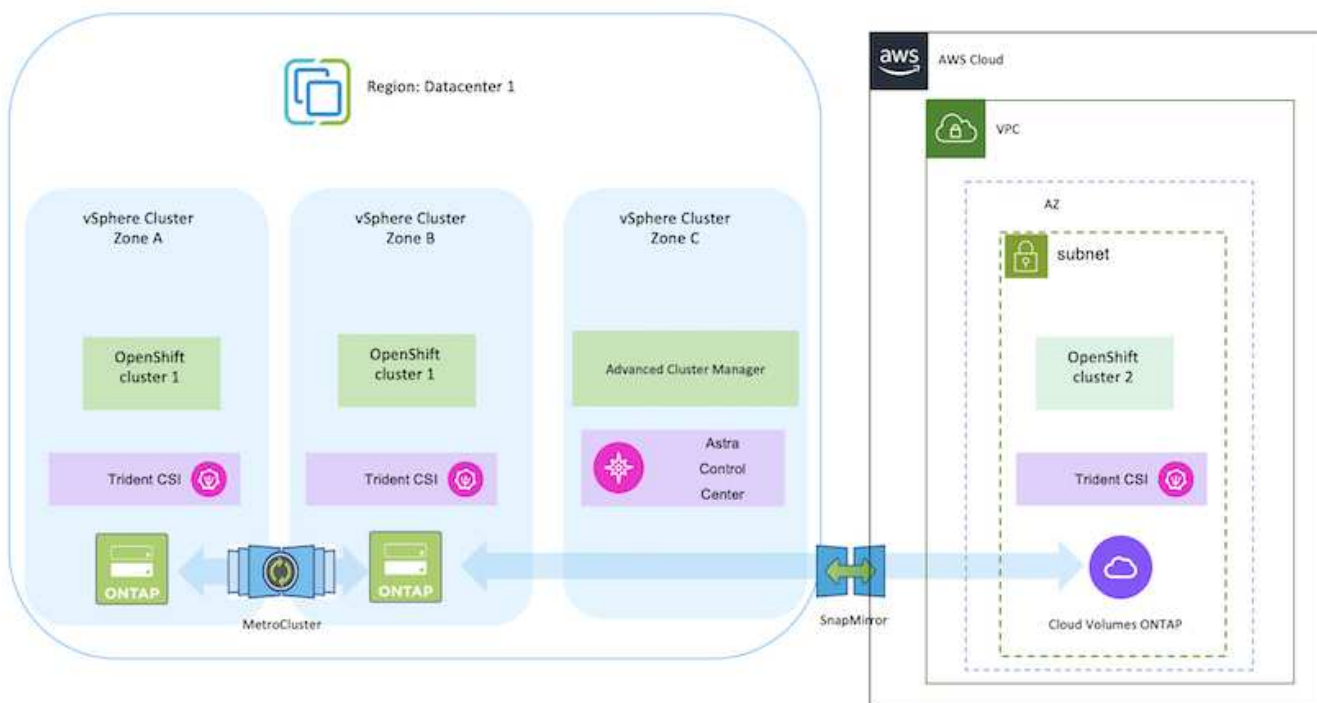 Region: Datacenter 1
vSphere Cluster
Zone A
vSphere Cluster
Zone B
vSphere Cluster
Zone C
OpenShift
cluster 1
OpenShift
cluster 1
Advanced Cluster Manager
Trident CSI
Trident CSI
Astra
Control
Center
ONTAP
ONTAP
MetroCluster
SnapMirror
aws
AWS Cloud
VPC
AZ
subnet
OpenShift
cluster 2
Trident CSI
Cloud Volumes ONTAP